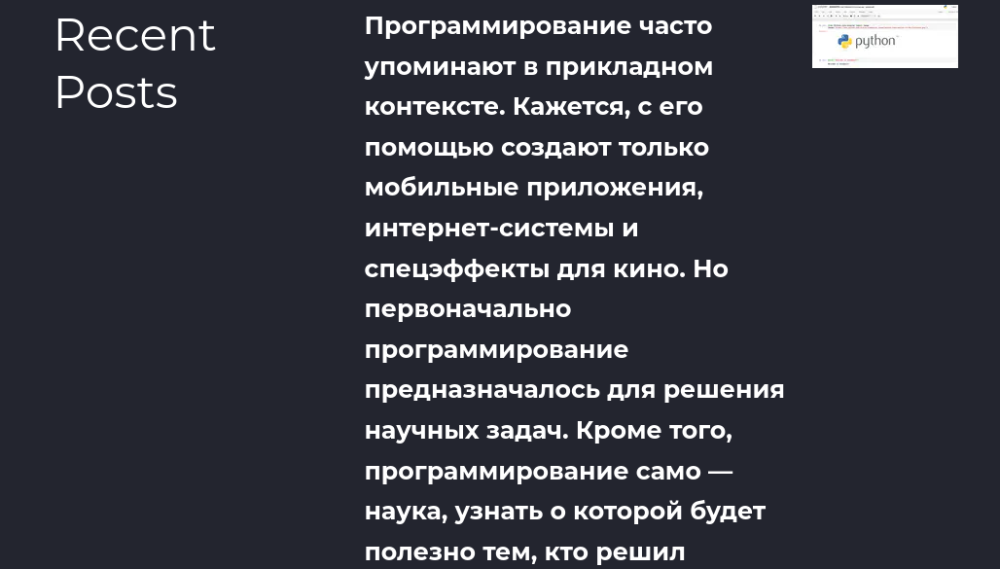 Recent
Posts
Программирование часто
упоминают в прикладном
контексте. Кажется, с его
помощью создают только
мобильные приложения,
интернет-системы и
спецэффекты для кино. Но
первоначально
программирование
предназначалось для решения
научных задач. Кроме того,
программирование само —
наука, узнать о которой будет
полезно тем, кто решил
python